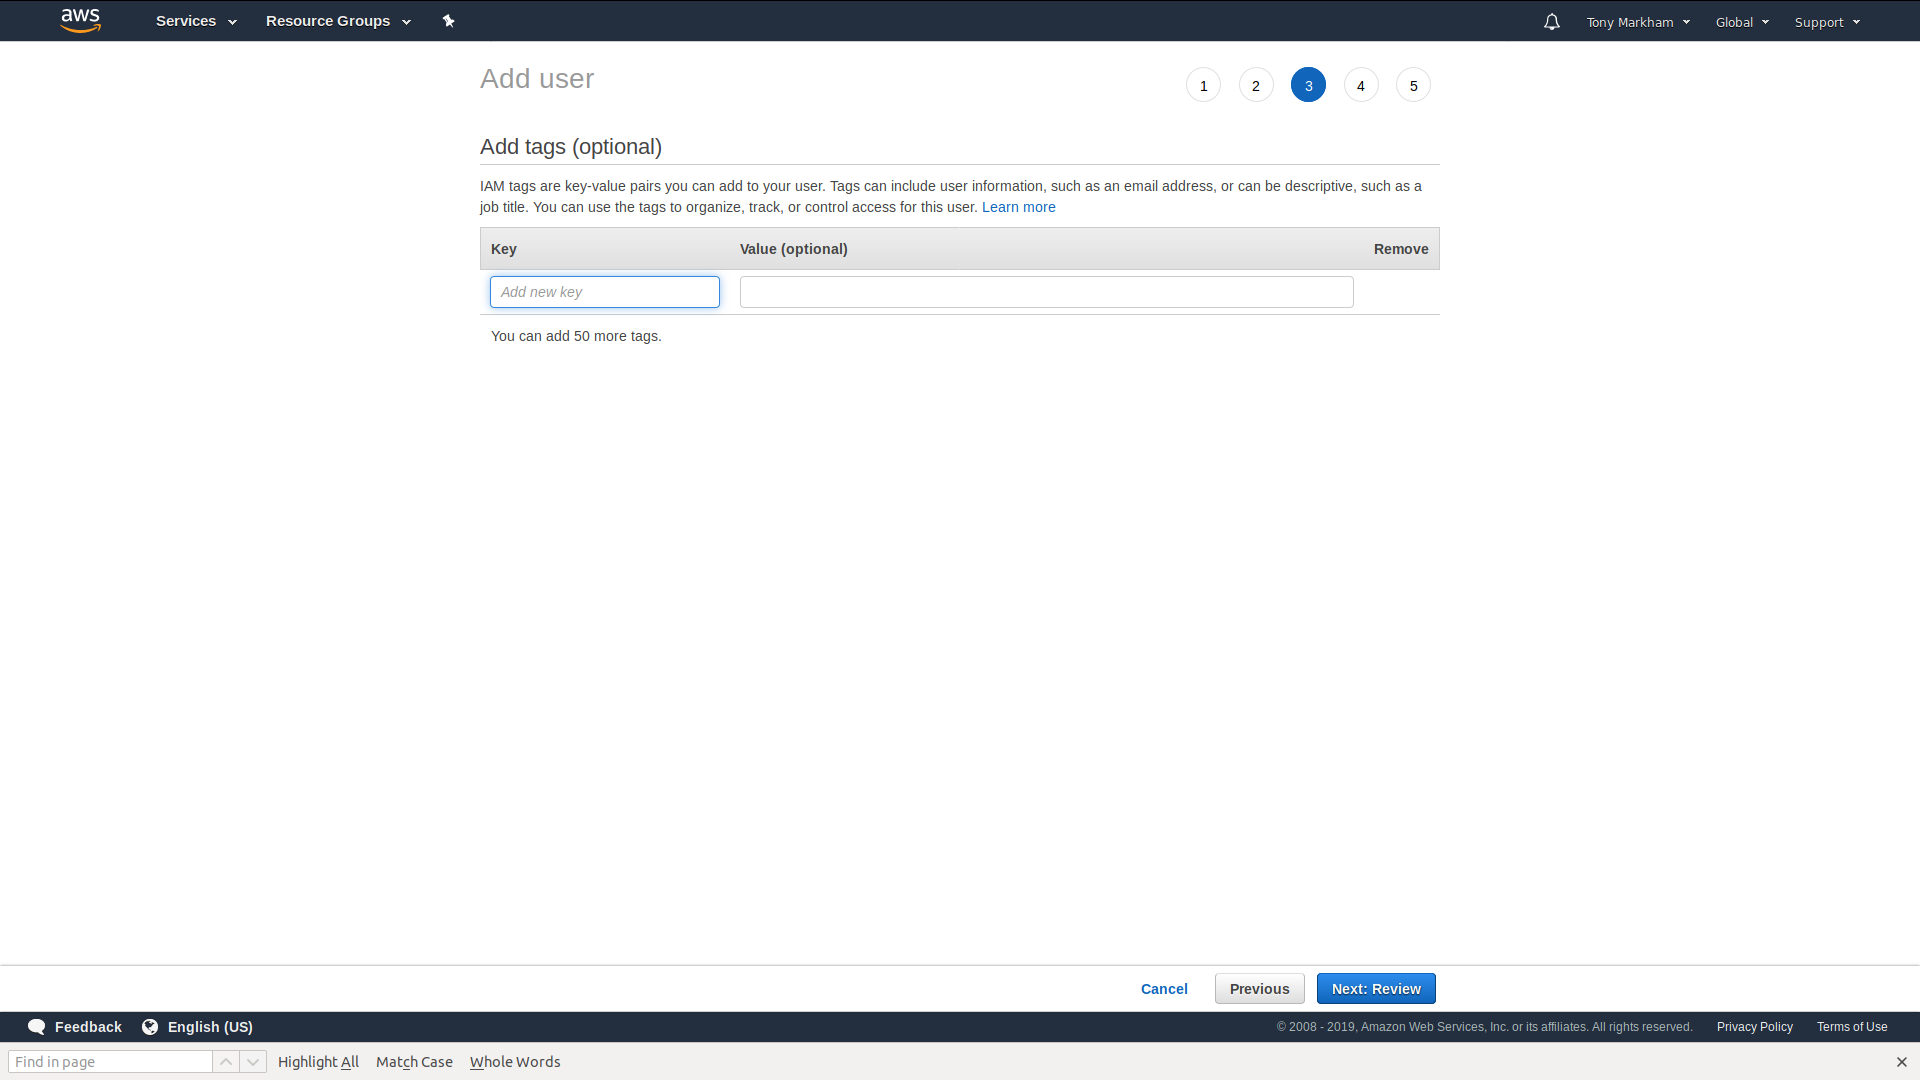 aws Services Resource Groups Tony Markham Global Support
Add user 1 2 3 4 5
Add tags (optional)
IAM tags are key-value pairs you can add to your user. Tags can include user information, such as an email address, or can be descriptive, such as a
job title. You can use the tags to organize, track, or control access for this user. Learn more
Key Value (optional) Remove
Add new key
You can add 50 more tags.
Cancel Previous Next: Review
Feedback English (US) © 2008 - 2019, Amazon Web Services, Inc. or its affiliates. All rights reserved. Privacy Policy Terms of Use
Find in page Highlight All Match Case Whole Words